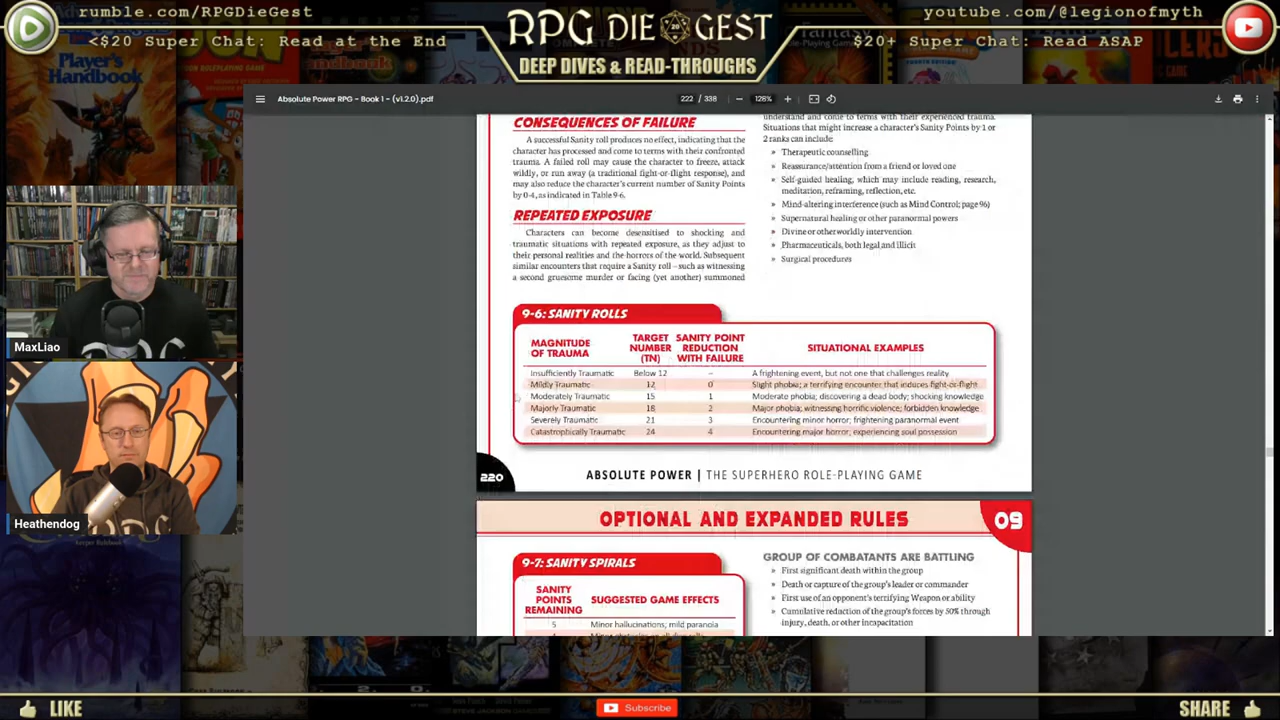 rumble.com/RPGDieGest
<$20 Super Chat: Read at the End
RPG DIE GEST
20
DEEP DIVES & READ-THROUGHS
youtube.com/@legionofmyth
$20+ Super Chat: Read ASAP
Player's
Handbook
Absolute Power RPG - Book 1 - (v1.2.0).pdf
222 / 338
128%
CONSEQUENCES OF FAILURE
A successful Sanity roll produces no effect, indicating that the
character has processed and come to terms with their confronted
trauma. A failed roll may cause the character to freeze, attack
wildly, or run away (a traditional fight-or-flight response), and
may also reduce the character's current number of Sanity Points
by 0-4, as indicated in Table 9-6.
REPEATED EXPOSURE
Characters can become desensitised to shocking and
traumatic situations with repeated exposure, as they adjust to
their personal realities and the horrors of the world. Subsequent
similar encounters that require a Sanity roll – such as witnessing
a second gruesome murder or facing (yet another) summoned
understand and come to terms with their experienced trauma.
Situations that might increase a character's Sanity Points by 1 or
2 ranks can include:
» Therapeutic counselling
» Reassurance/attention from a friend or loved one
» Self-guided healing, which may include reading, research,
meditation, reframing, reflection, etc.
» Mind-altering interference (such as Mind Control; page 96)
» Supernatural healing or other paranormal powers
» Divine or otherworldly intervention
» Pharmaceuticals, both legal and illicit
» Surgical procedures
9-6: SANITY ROLLS
MAGNITUDE OF TRAUMA TARGET NUMBER (TN) SANITY POINT REDUCTION WITH FAILURE SITUATIONAL EXAMPLES
Insufficiently Traumatic Below 12 – A frightening event, but not one that challenges reality
Mildly Traumatic 12 0 Slight phobia; a terrifying encounter that induces fight-or-flight
Moderately Traumatic 15 1 Moderate phobia; discovering a dead body; shocking knowledge
Majorly Traumatic 18 2 Major phobia; witnessing horrific violence; forbidden knowledge
Severely Traumatic 21 3 Encountering minor horror; frightening paranormal event
Catastrophically Traumatic 24 4 Encountering major horror; experiencing soul possession
220
ABSOLUTE POWER | THE SUPERHERO ROLE-PLAYING GAME
OPTIONAL AND EXPANDED RULES
09
9-7: SANITY SPIRALS
SANITY POINTS REMAINING SUGGESTED GAME EFFECTS
5 Minor hallucinations; mild paranoia
GROUP OF COMBATANTS ARE BATTLING
» First significant death within the group
» Death or capture of the group's leader or commander
» First use of an opponent's terrifying Weapon or ability
» Cumulative reduction of the group's forces by 50% through
injury, death, or other incapacitation
MaxLiao
Heathendog
LIKE
Subscribe
SHARE